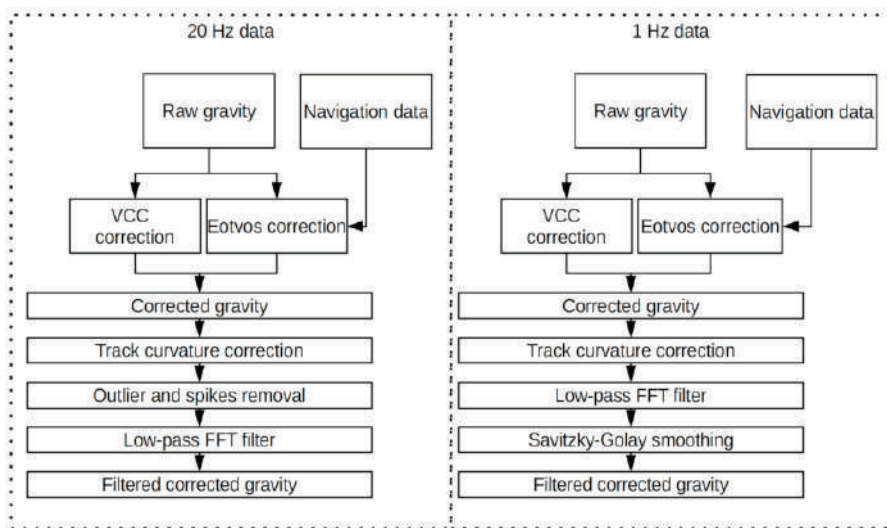 20 Hz data
Raw gravity
Navigation data
VCC
correction
Eotvos correction
Corrected gravity
Track curvature correction
Outlier and spikes removal
Low-pass FFT filter
Filtered corrected gravity
1 Hz data
Raw gravity
Navigation data
VCC
correction
Eotvos correction
Corrected gravity
Track curvature correction
Low-pass FFT filter
Savitzky-Golay smoothing
Filtered corrected gravity